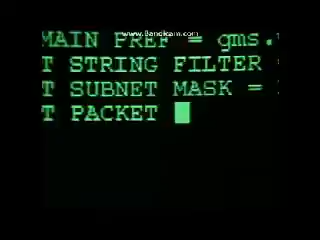 www.Bandicam.com
MAIN PREF = gms.
T STRING FILTER
T SUBNET MASK =
T PACKET